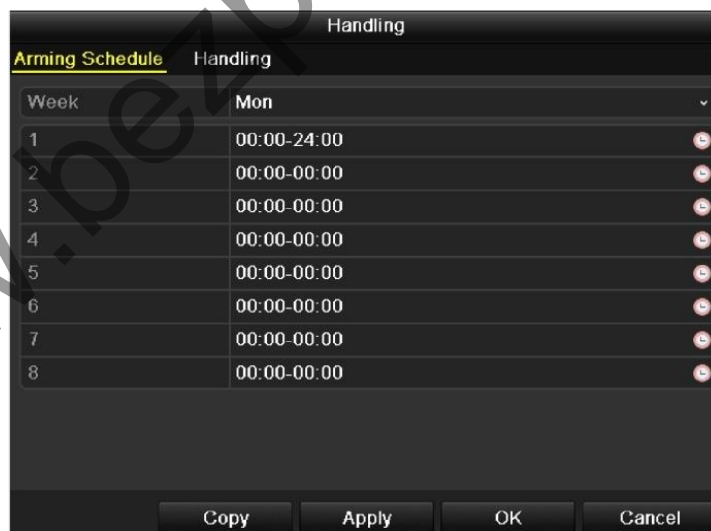 Handling
Arming Schedule Handling
Week Mon
1 00:00-24:00
2 00:00-00:00
3 00:00-00:00
4 00:00-00:00
5 00:00-00:00
6 00:00-00:00
7 00:00-00:00
8 00:00-00:00
Copy Apply OK Cancel